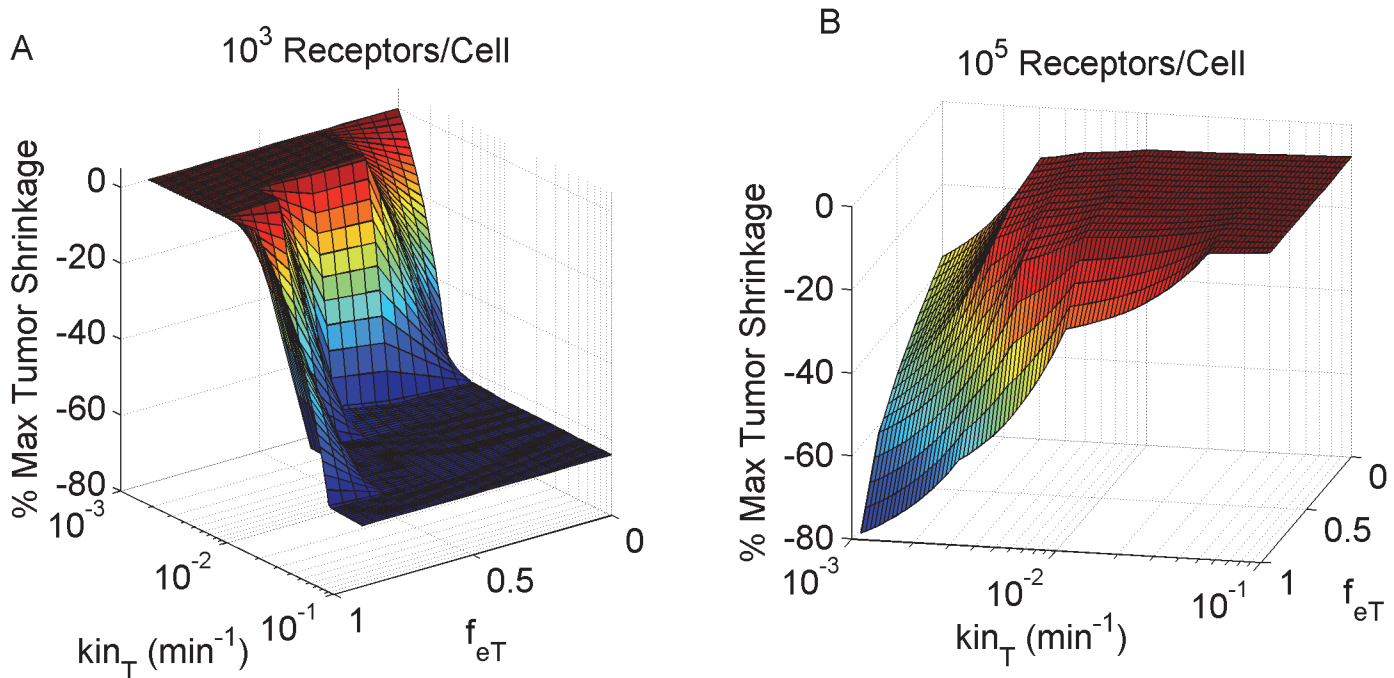 A
10³ Receptors/Cell
% Max Tumor Shrinkage
0
-20
-40
-60
-80
10⁻³
10⁻²
10⁻¹
kin_T (min⁻¹)
1
0.5
0
f_eT
B
10⁵ Receptors/Cell
% Max Tumor Shrinkage
0
-20
-40
-60
-80
10⁻³
10⁻²
10⁻¹
kin_T (min⁻¹)
1
0.5
0
f_eT